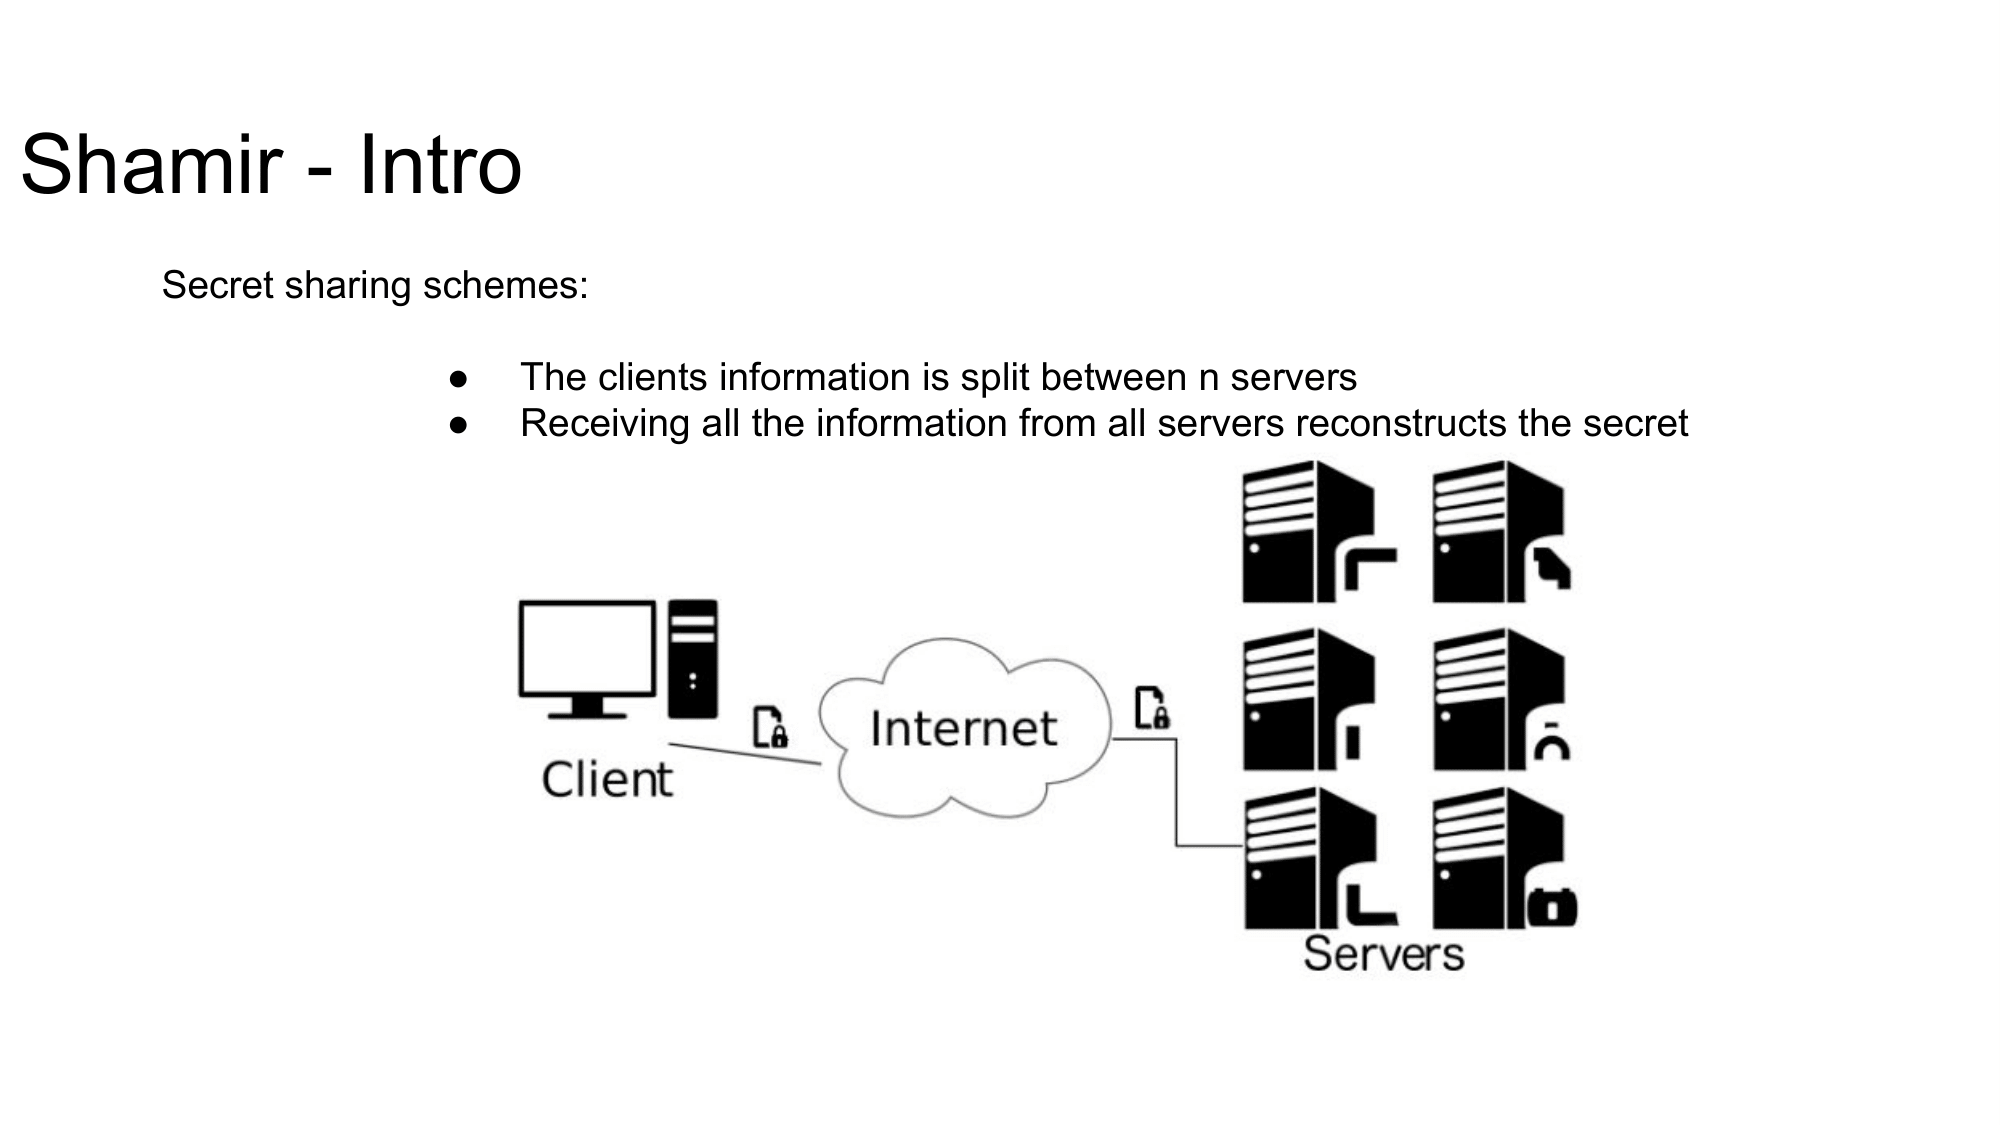 Shamir - Intro
Secret sharing schemes:
● The clients information is split between n servers
● Receiving all the information from all servers reconstructs the secret
Internet
Client
Servers